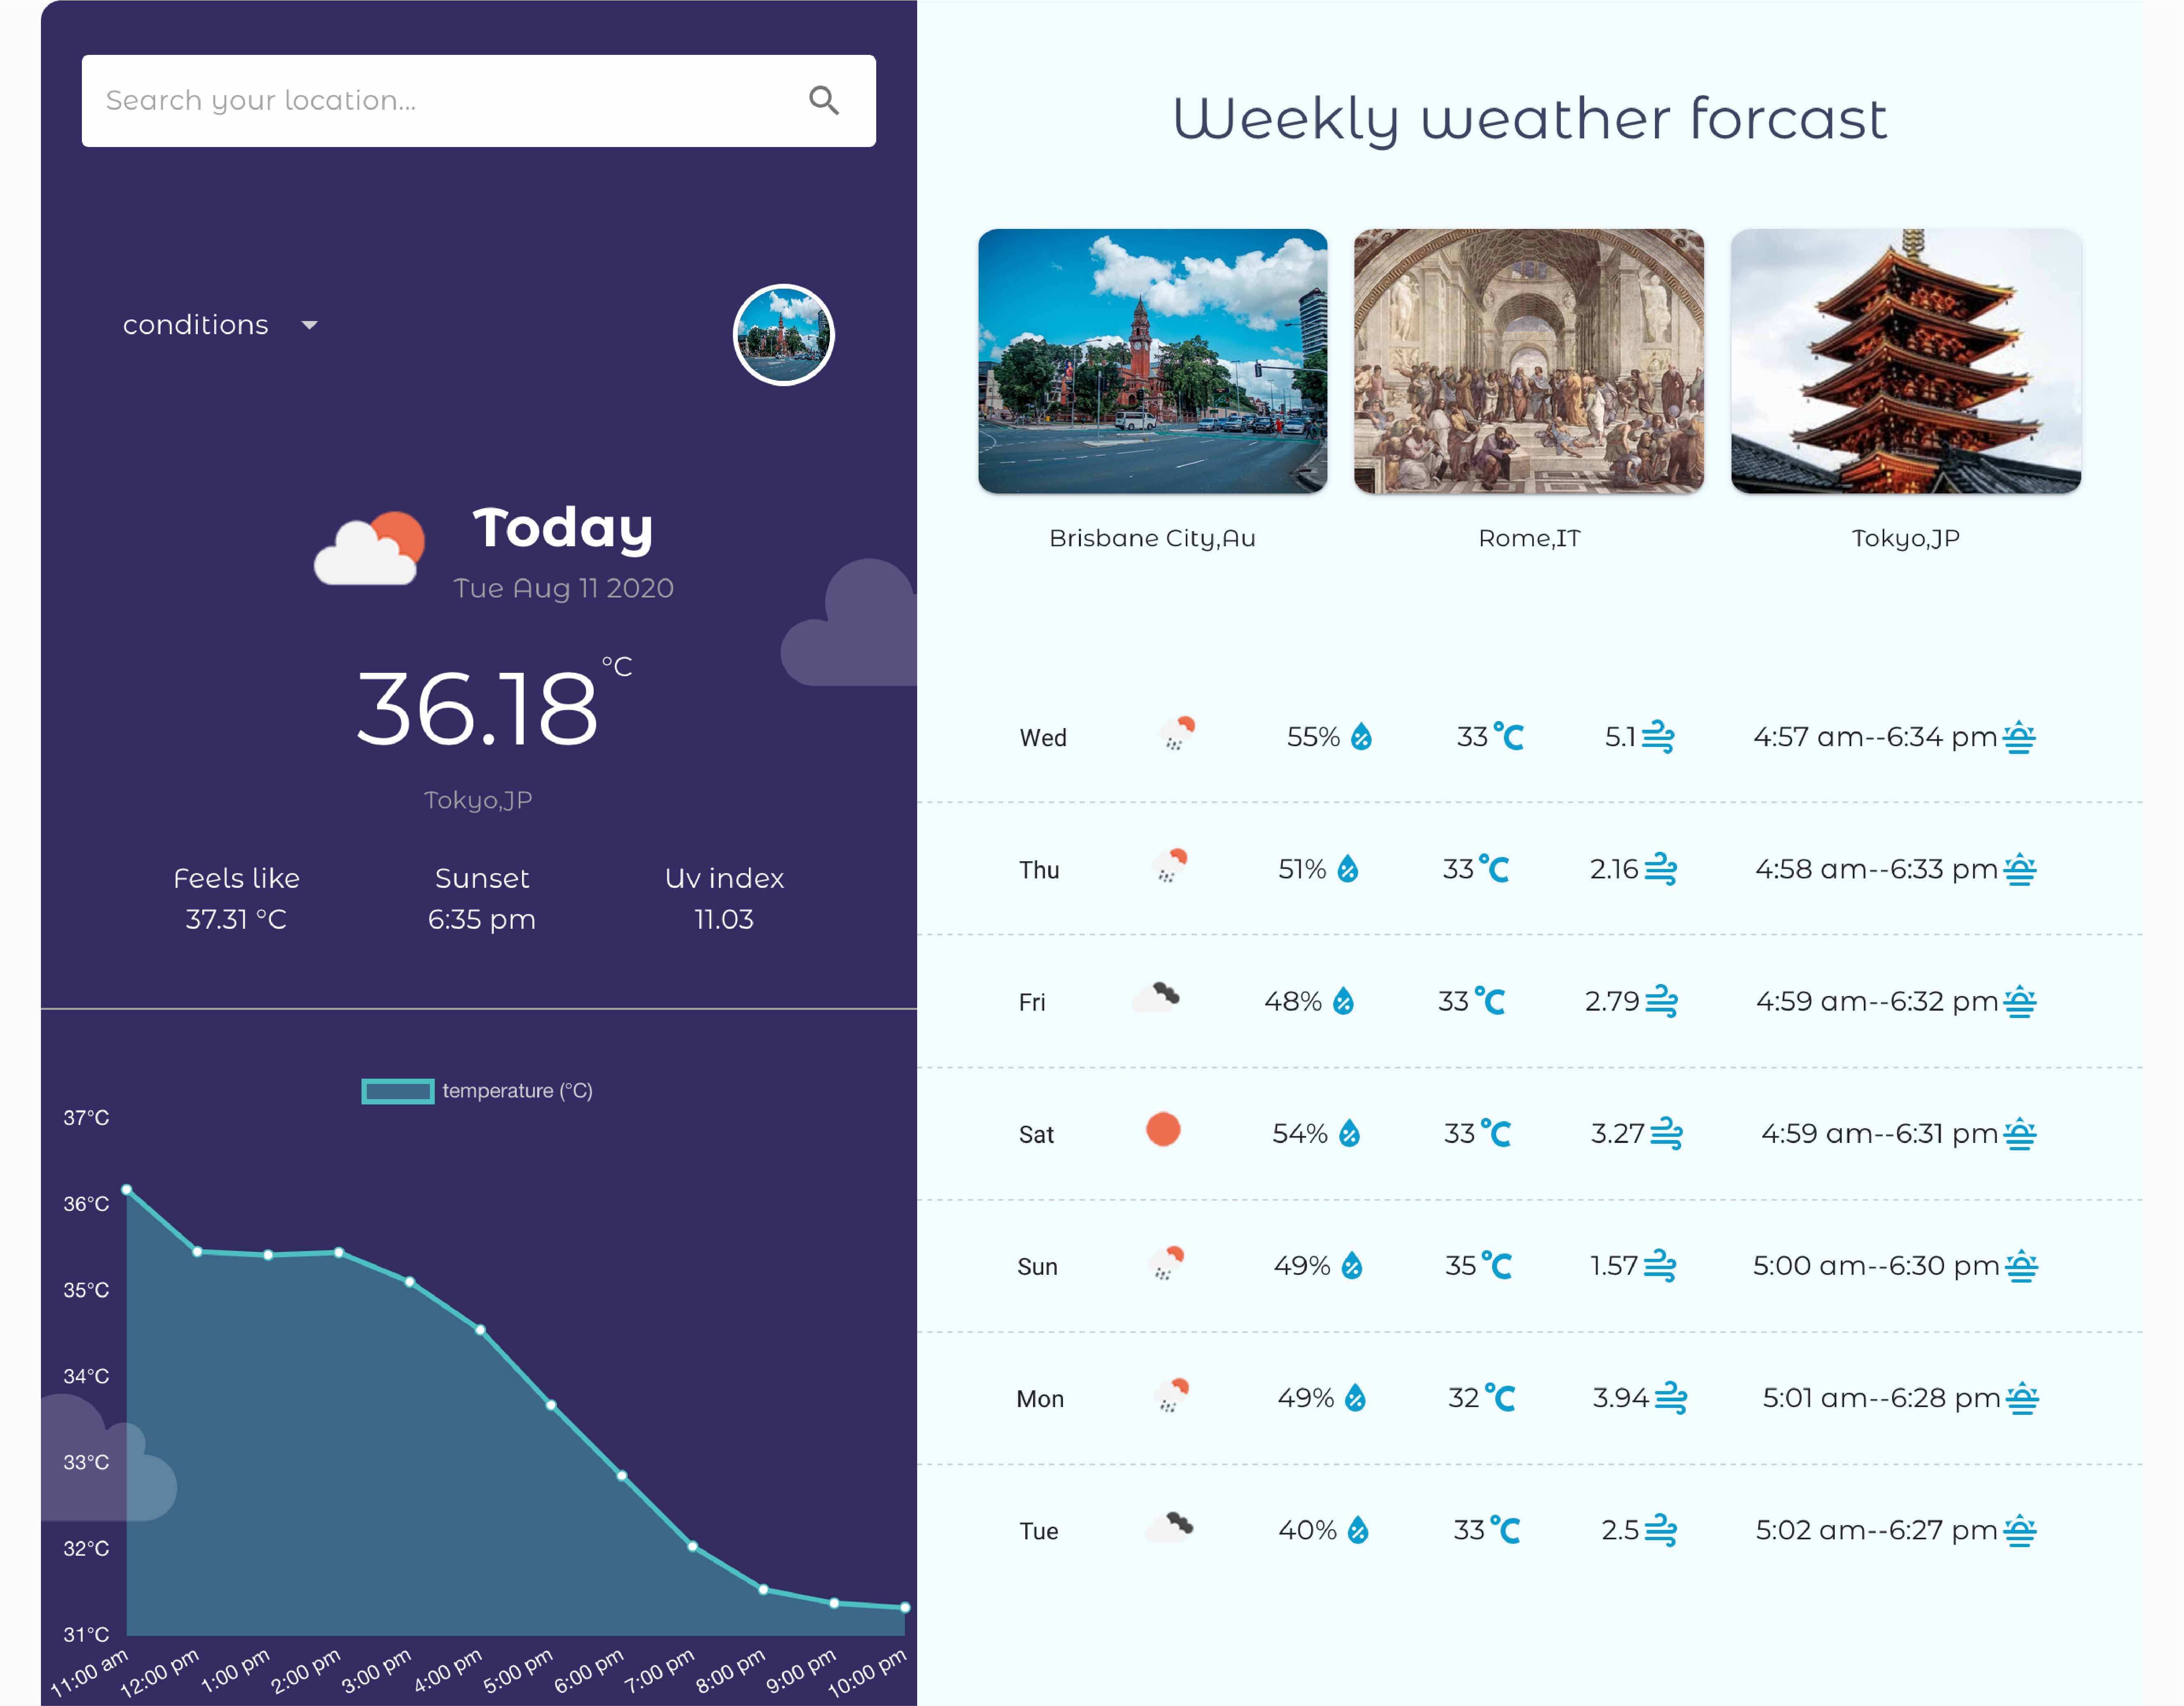 Search your location...
conditions
Today
Tue Aug 11 2020
36.18 °C
Tokyo,JP
Feels like
37.31 °C
Sunset
6:35 pm
Uv index
11.03
temperature (°C)
37°C
36°C
35°C
34°C
33°C
32°C
31°C
11:00 am
12:00 pm
1:00 pm
2:00 pm
3:00 pm
4:00 pm
5:00 pm
6:00 pm
7:00 pm
8:00 pm
9:00 pm
10:00 pm
Weekly weather forcast
Brisbane City,Au
Rome,IT
Tokyo,JP
Wed 55% 33 °C 5.1 4:57 am--6:34 pm
Thu 51% 33 °C 2.16 4:58 am--6:33 pm
Fri 48% 33 °C 2.79 4:59 am--6:32 pm
Sat 54% 33 °C 3.27 4:59 am--6:31 pm
Sun 49% 35 °C 1.57 5:00 am--6:30 pm
Mon 49% 32 °C 3.94 5:01 am--6:28 pm
Tue 40% 33 °C 2.5 5:02 am--6:27 pm